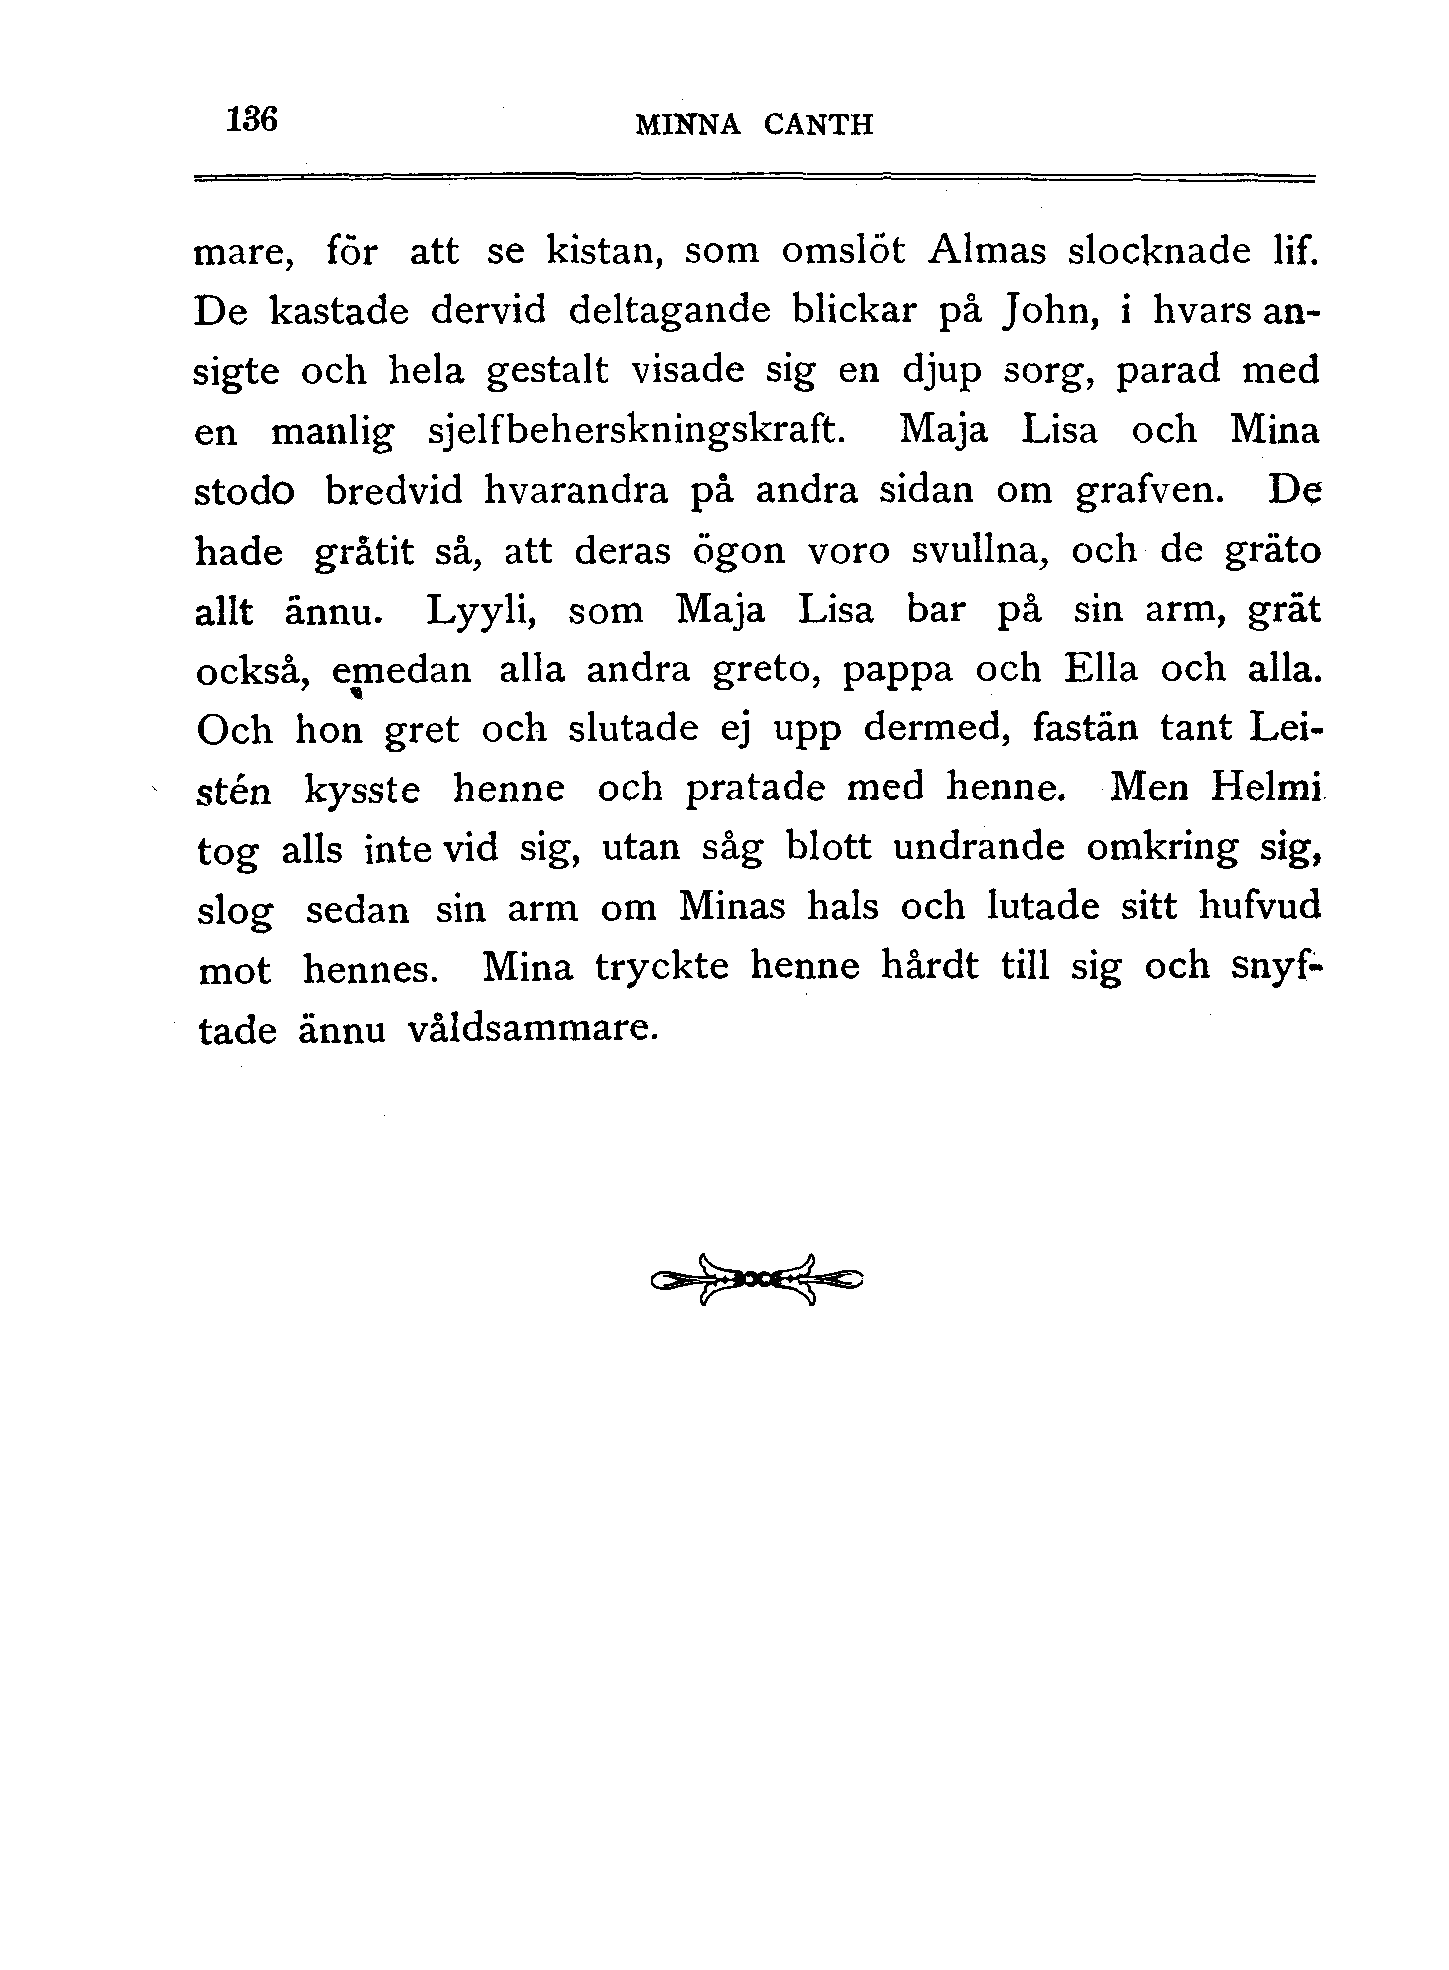 136
MINNA CANTH
mare, för att se kistan, som omslöt Almas slocknade lif.
De kastade dervid deltagande blickar på John, i hvars an-
sigte och hela gestalt visade sig en djup sorg, parad med
en manlig sjelfbeherskningskraft. Maja Lisa och Mina
stodo bredvid hvarandra på andra sidan om grafven. De
hade gråtit så, att deras ögon voro svullna, och de gräto
allt ännu. Lyyli, som Maja Lisa bar på sin arm, grät
också, emedan alla andra greto, pappa och Ella och alla.
Och hon gret och slutade ej upp dermed, fastän tant Lei-
stén kysste henne och pratade med henne. Men Helmi
tog alls inte vid sig, utan såg blott undrande omkring sig,
slog sedan sin arm om Minas hals och lutade sitt hufvud
mot hennes. Mina tryckte henne hårdt till sig och snyf-
tade ännu våldsammare.